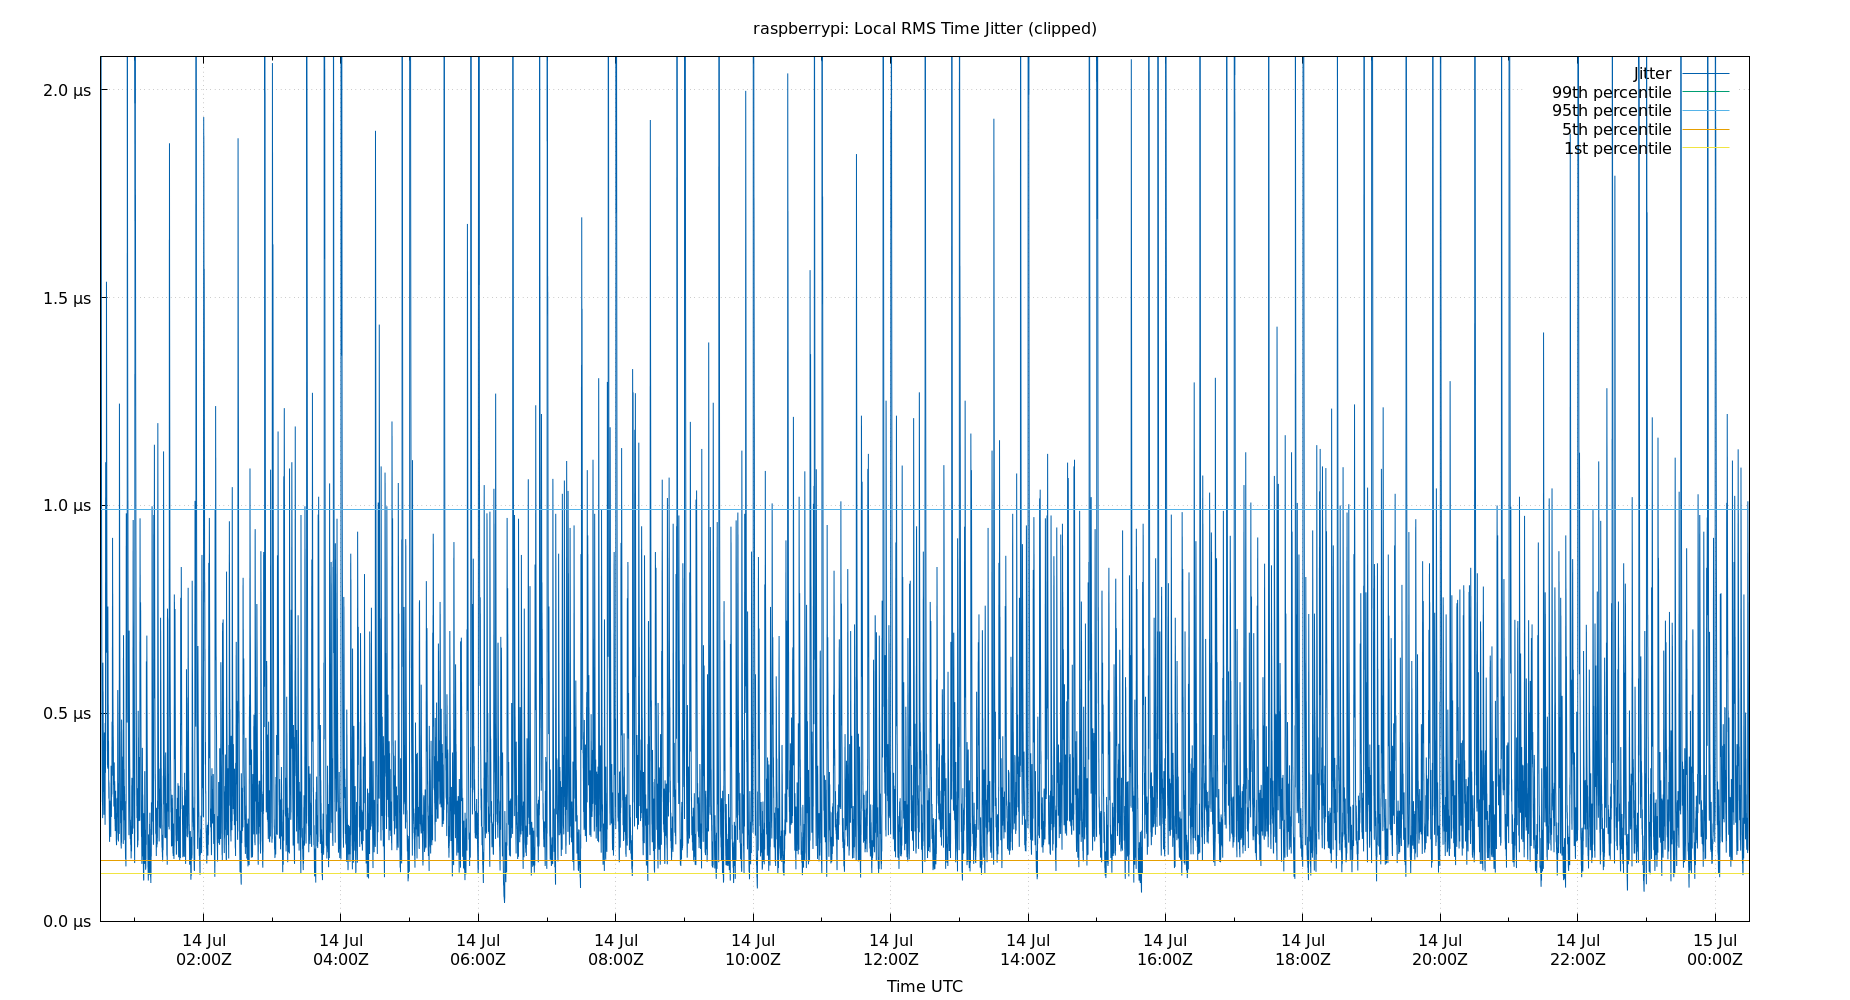 raspberrypi: Local RMS Time Jitter (clipped)
Jitter
99th percentile
95th percentile
5th percentile
1st percentile
2.0 μs
1.5 μs
1.0 μs
0.5 μs
0.0 μs
14 Jul 14 Jul 14 Jul 14 Jul 14 Jul 14 Jul 14 Jul 14 Jul 14 Jul 14 Jul 14 Jul 15 Jul
02:00Z 04:00Z 06:00Z 08:00Z 10:00Z 12:00Z 14:00Z 16:00Z 18:00Z 20:00Z 22:00Z 00:00Z
Time UTC